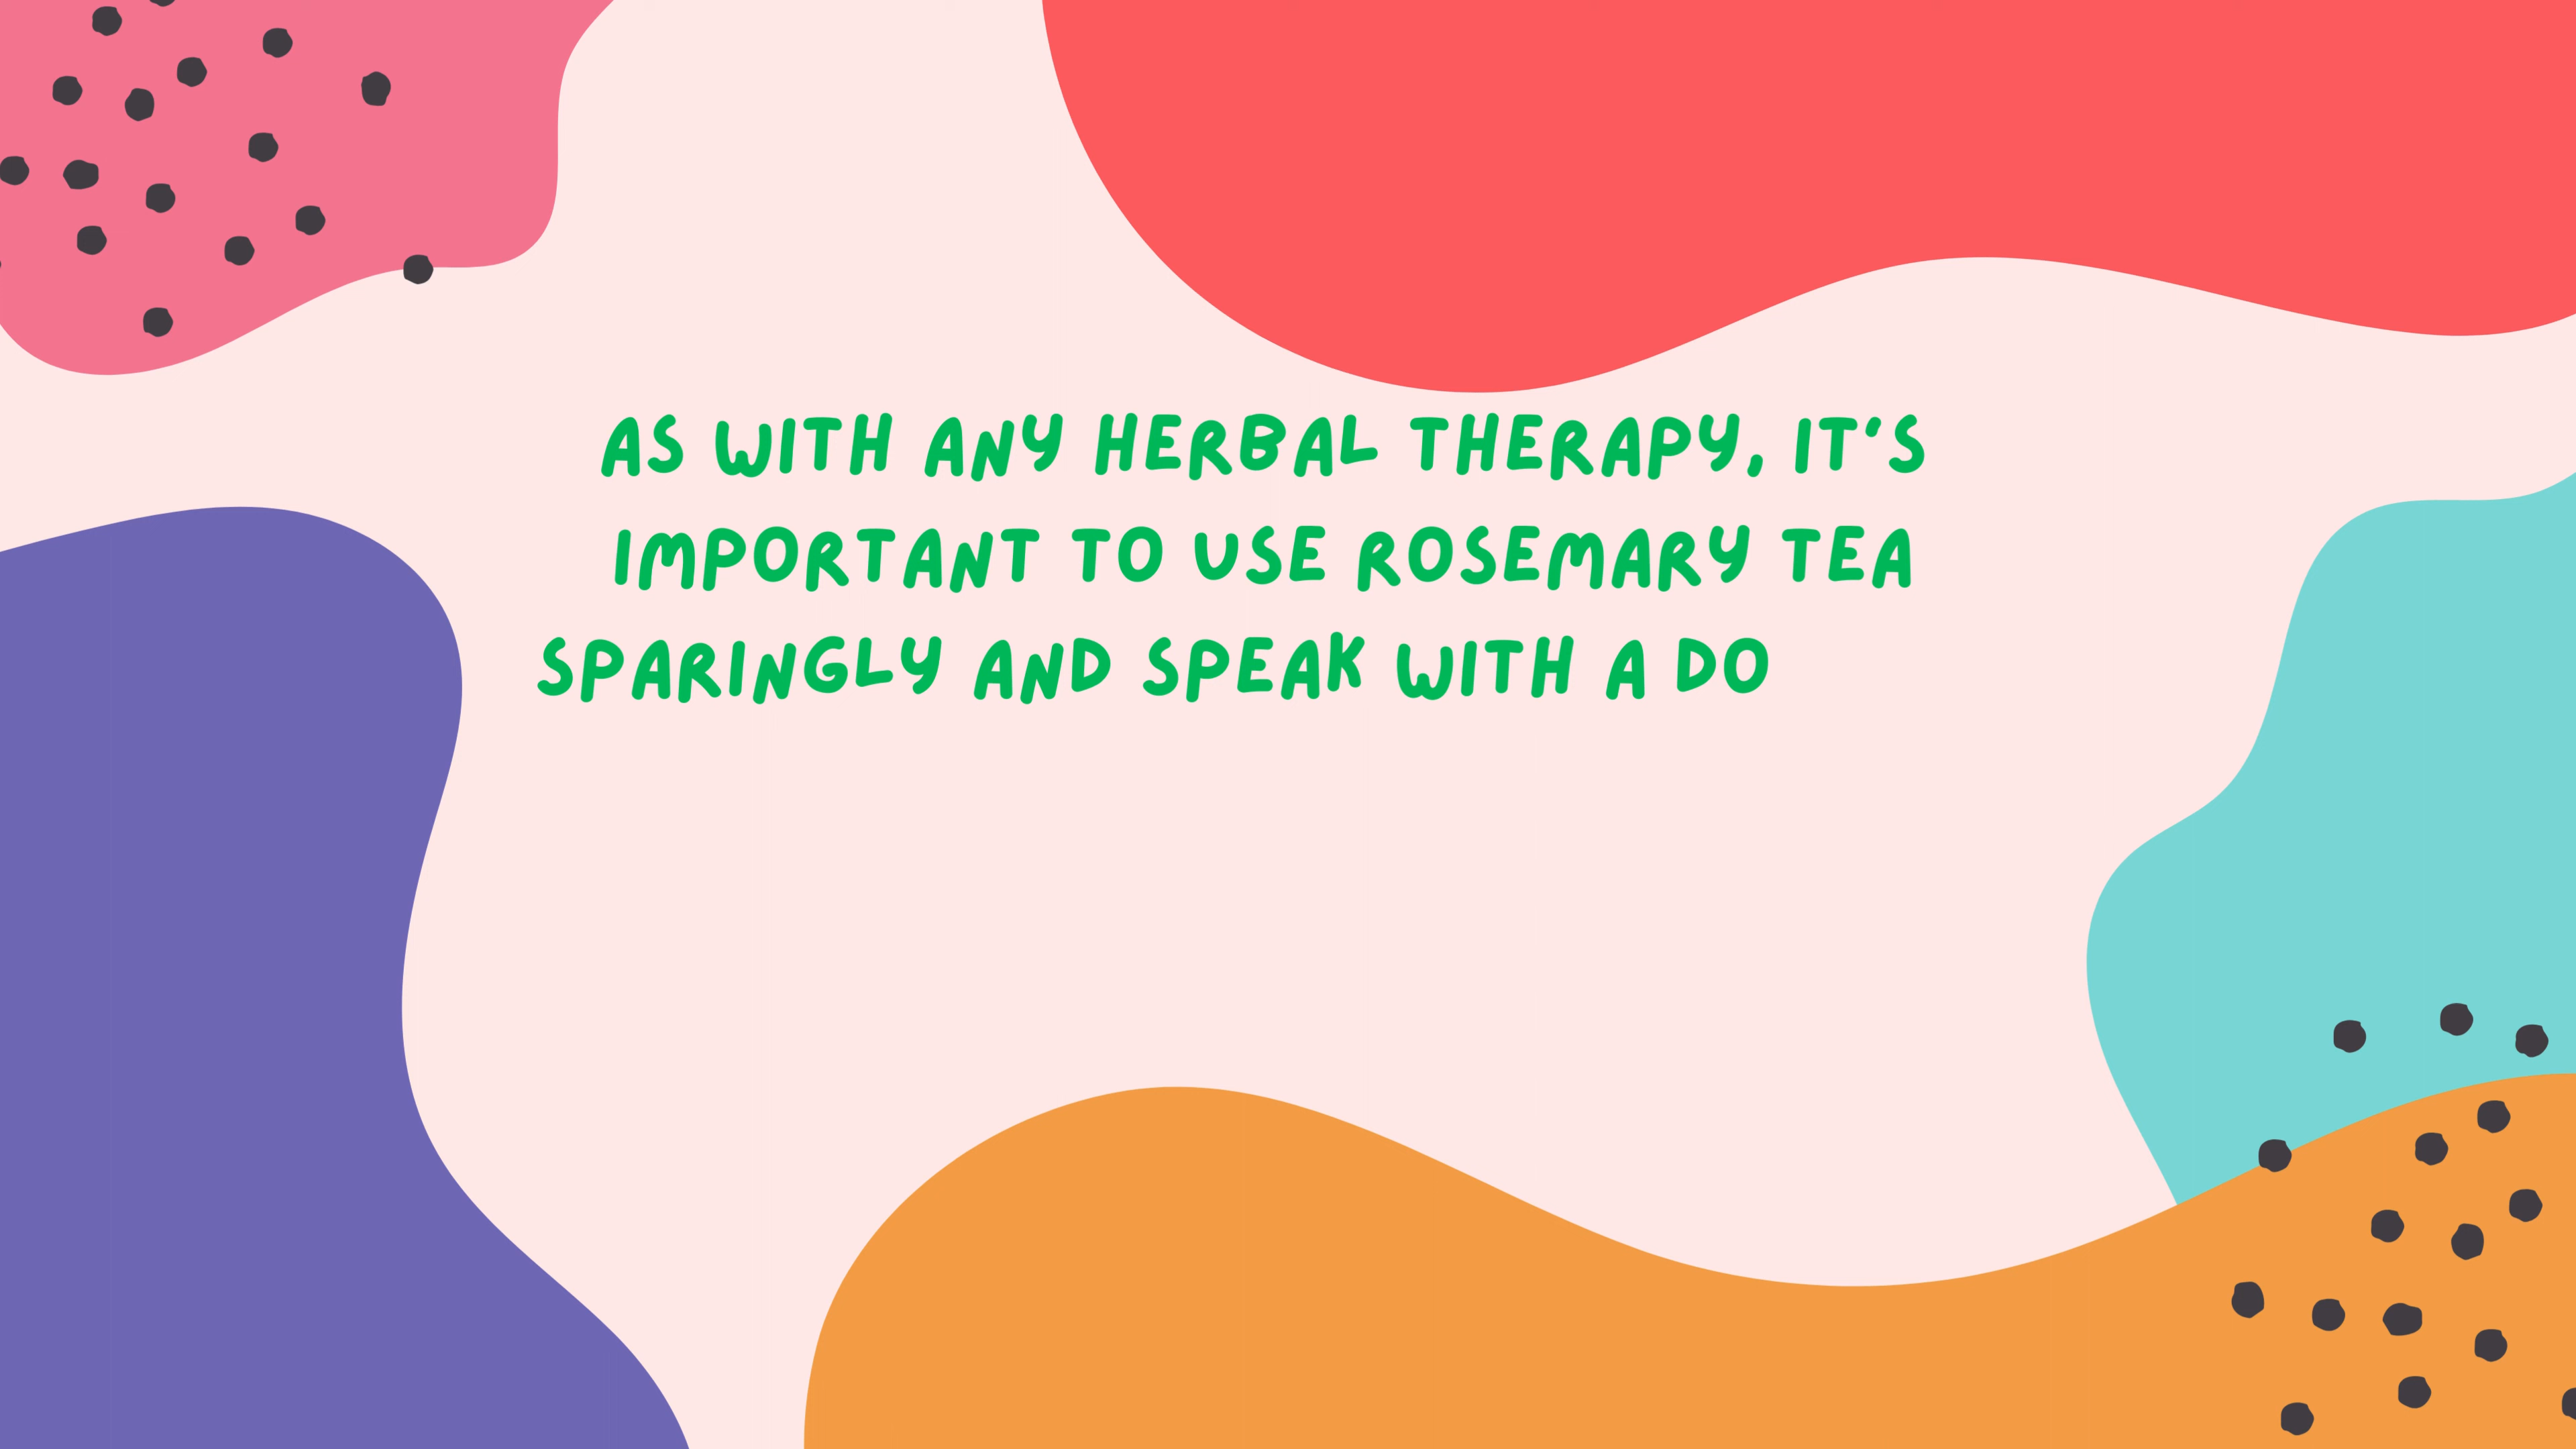 AS WITH ANY HERBAL THERAPY, IT'S
IMPORTANT TO USE ROSEMARY TEA
SPARINGLY AND SPEAK WITH A DO